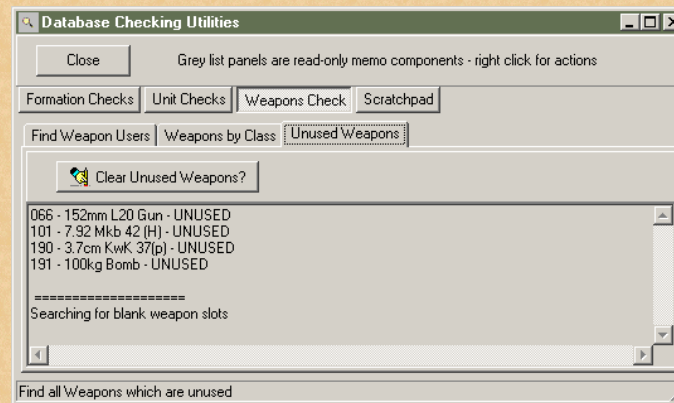 Database Checking Utilities
Close Grey list panels are read-only memo components - right click for actions
Formation Checks Unit Checks Weapons Check Scratchpad
Find Weapon Users Weapons by Class Unused Weapons
Clear Unused Weapons?
066 - 152mm L20 Gun - UNUSED
101 - 7.92 Mkb 42 (H) - UNUSED
190 - 3.7cm KwK 37(p) - UNUSED
191 - 100kg Bomb - UNUSED
====================
Searching for blank weapon slots
Find all Weapons which are unused